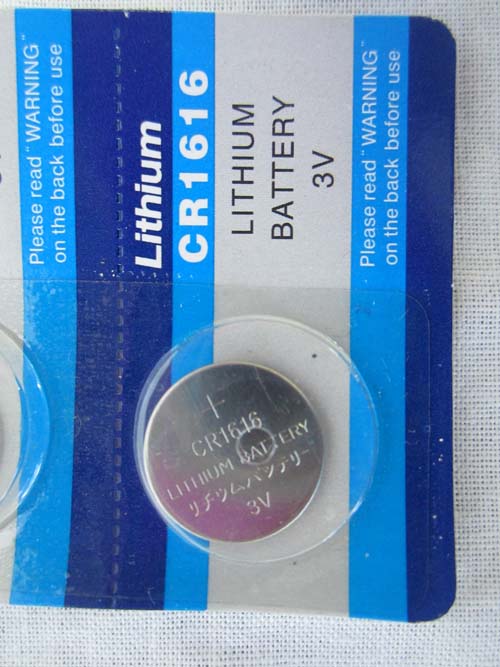 Please read "WARNING"
on the back before use
Lithium
CR1616
LITHIUM
BATTERY
3V
Please read "WARNING"
on the back before use
+
CR1616
LITHIUM BATTERY
リチウムバッテリー
3V